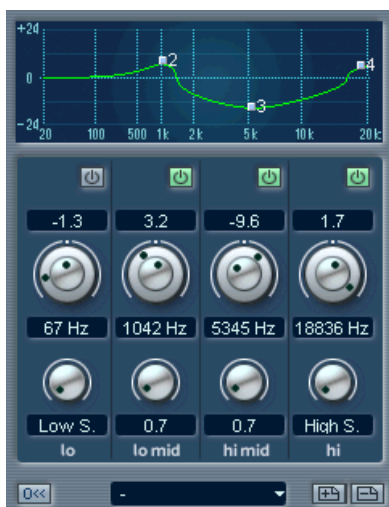 +24
2
4
0
3
-24
20 100 500 1k 2k 5k 10k 20k
-1.3 3.2 -9.6 1.7
67 Hz 1042 Hz 5345 Hz 18836 Hz
Low S. 0.7 0.7 High S.
lo lo mid hi mid hi
0<< -